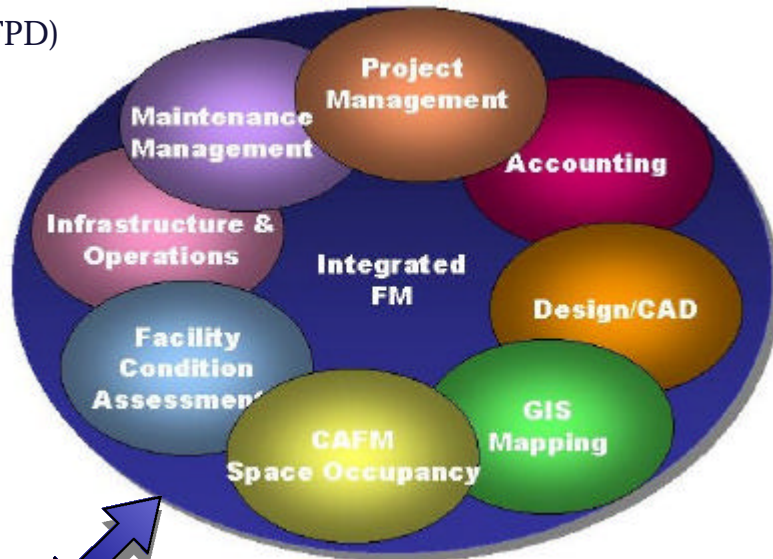 TPD)
Project
Management
Maintenance
Management
Accounting
Infrastructure &
Operations
Integrated
FM
Design/CAD
Facility
Condition
Assessment
GIS
Mapping
CAFM
Space Occupancy